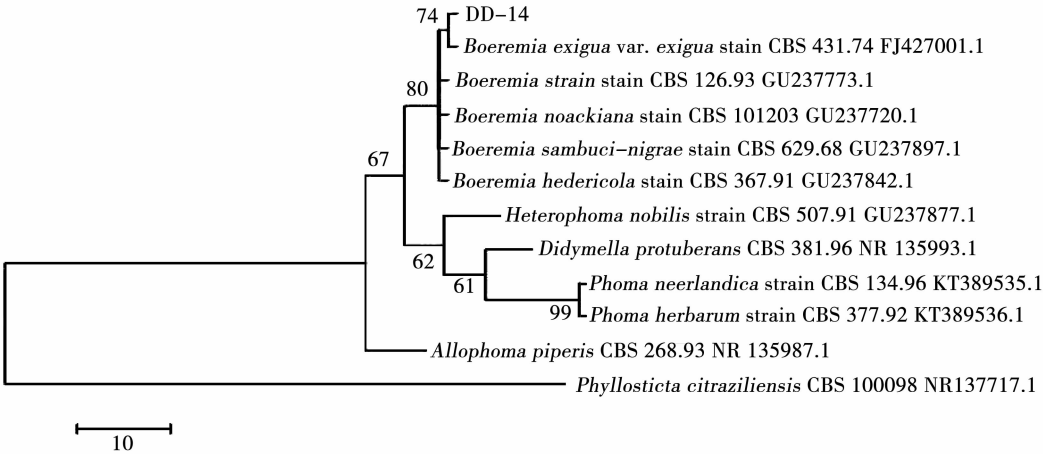 74
DD-14
Boeremia exigua var. exigua stain CBS 431.74 FJ427001.1
Boeremia strain stain CBS 126.93 GU237773.1
80
Boeremia noackiana stain CBS 101203 GU237720.1
Boeremia sambuci-nigrae stain CBS 629.68 GU237897.1
67
Boeremia hedericola stain CBS 367.91 GU237842.1
Heterophoma nobilis strain CBS 507.91 GU237877.1
Didymella protuberans CBS 381.96 NR 135993.1
62
61
Phoma neerlandica strain CBS 134.96 KT389535.1
99
Phoma herbarum strain CBS 377.92 KT389536.1
Allophoma piperis CBS 268.93 NR 135987.1
Phyllosticta citraziliensis CBS 100098 NR137717.1
10